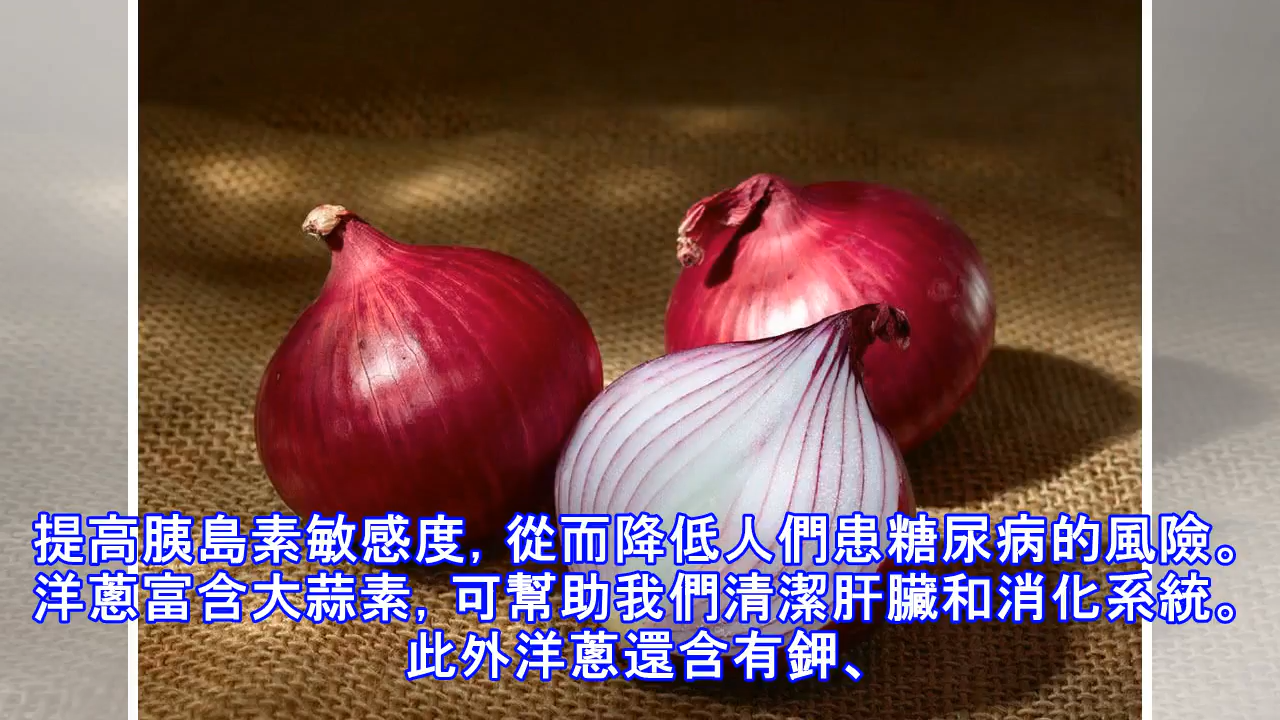 提高胰島素敏感度, 從而降低人們患糖尿病的風險。
洋蔥富含大蒜素, 可幫助我們清潔肝臟和消化系統。
此外洋蔥還含有鉀、